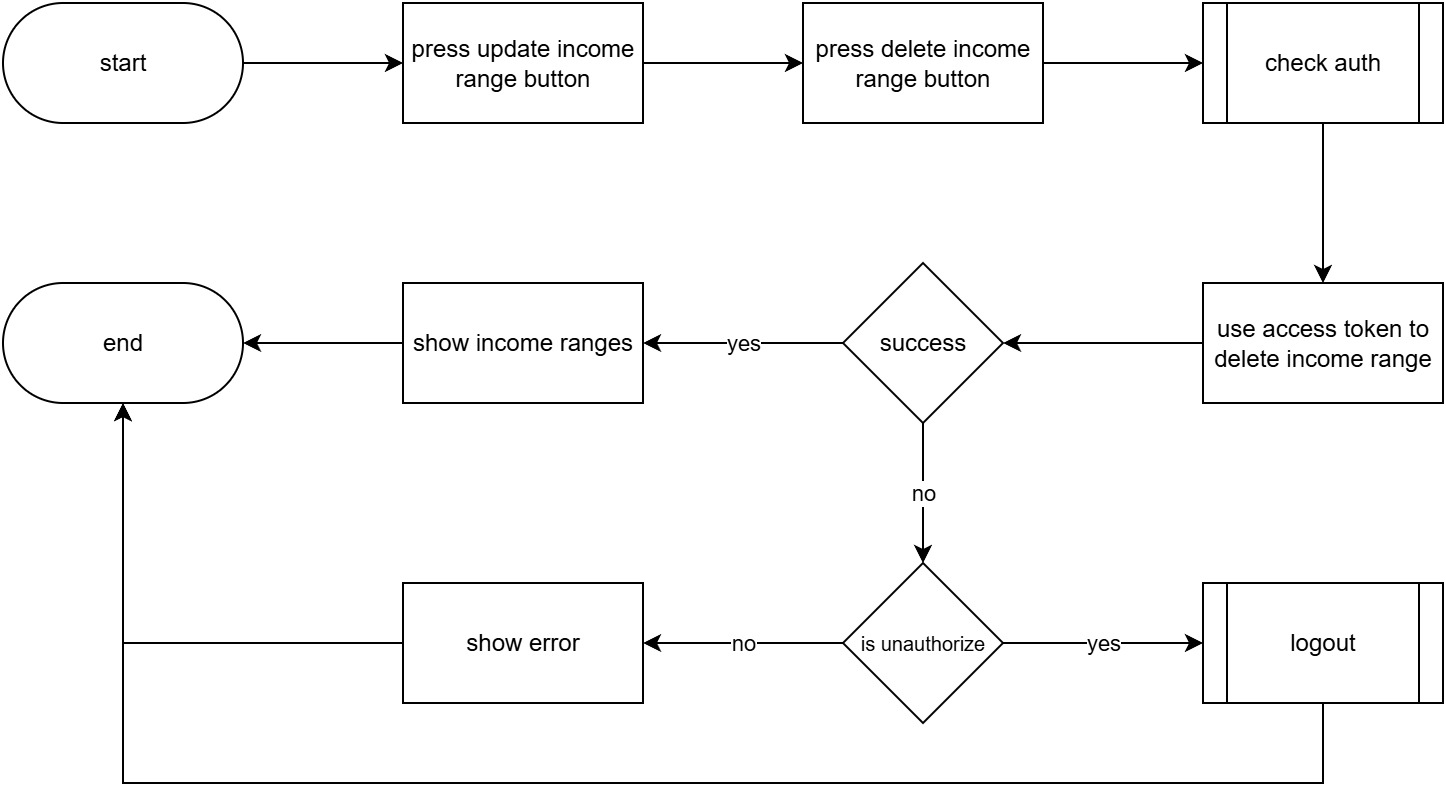 start
press update income
range button
press delete income
range button
check auth
end
show income ranges
yes
success
use access token to
delete income range
no
show error
no
is unauthorize
yes
logout